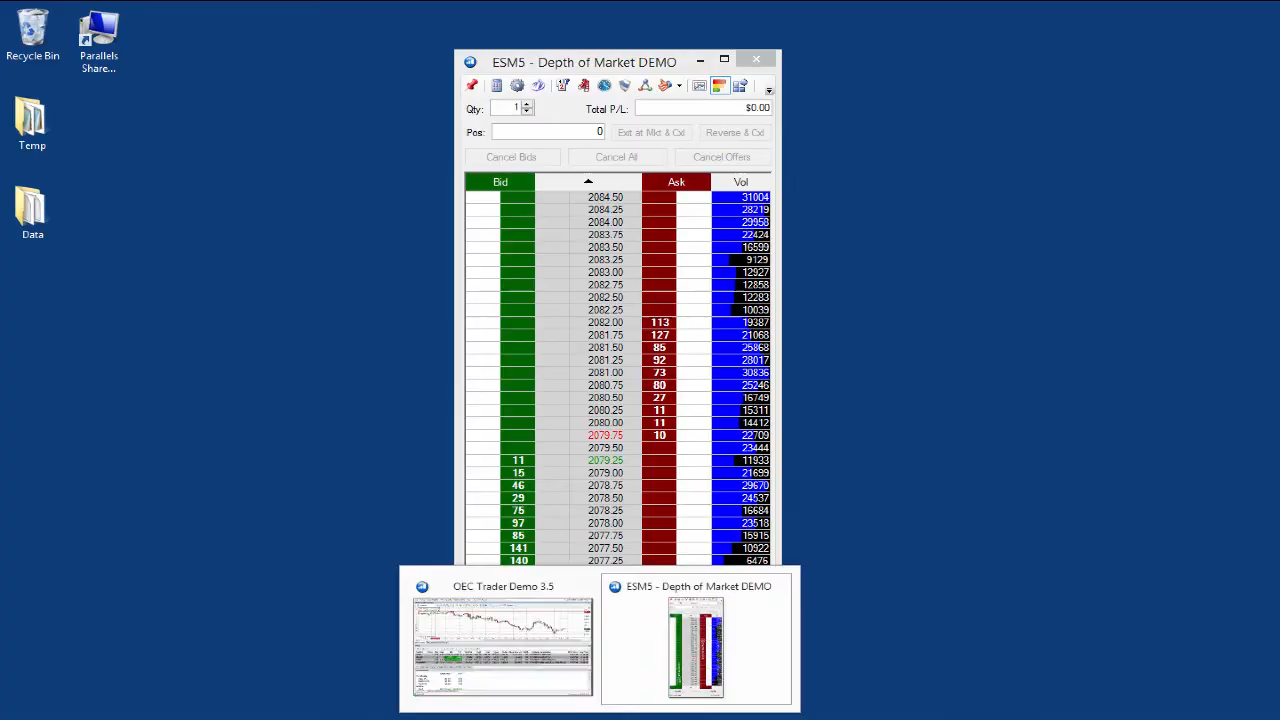 Recycle Bin
Parallels
Share...
Temp
Data
ESM5 - Depth of Market DEMO
Qty: 1 Total P/L: $0.00
Pos: 0 Exit at Mkt & Cxl Reverse & Cxl
Cancel Bids Cancel All Cancel Offers
Bid Ask Vol
2084.50 31004
2084.25 28219
2084.00 29958
2083.75 22424
2083.50 16599
2083.25 9129
2083.00 12927
2082.75 12858
2082.50 12283
2082.25 10039
2082.00 113 19387
2081.75 127 21068
2081.50 85 25868
2081.25 92 28017
2081.00 73 30836
2080.75 80 25246
2080.50 27 16749
2080.25 11 15311
2080.00 11 14412
2079.75 10 22709
2079.50 23444
11 2079.25 11933
15 2079.00 21699
46 2078.75 29670
29 2078.50 24537
75 2078.25 16684
97 2078.00 23518
85 2077.75 15916
141 2077.50 10922
140 2077.25 6476
OEC Trader Demo 3.5
ESM5 - Depth of Market DEMO